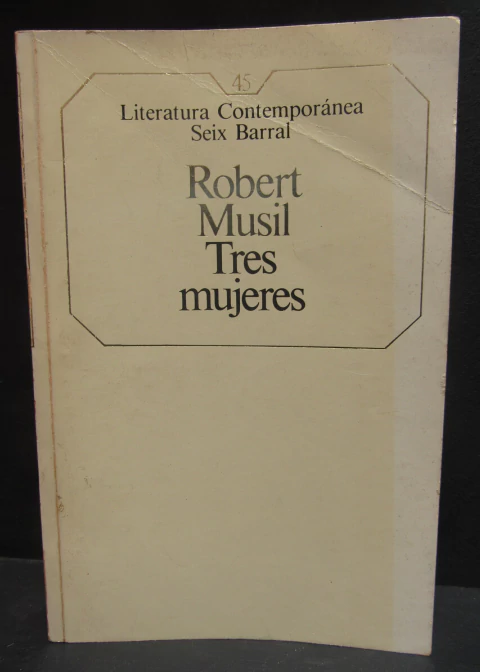 45
Literatura Contemporánea
Seix Barral
Robert
Musil
Tres
mujeres